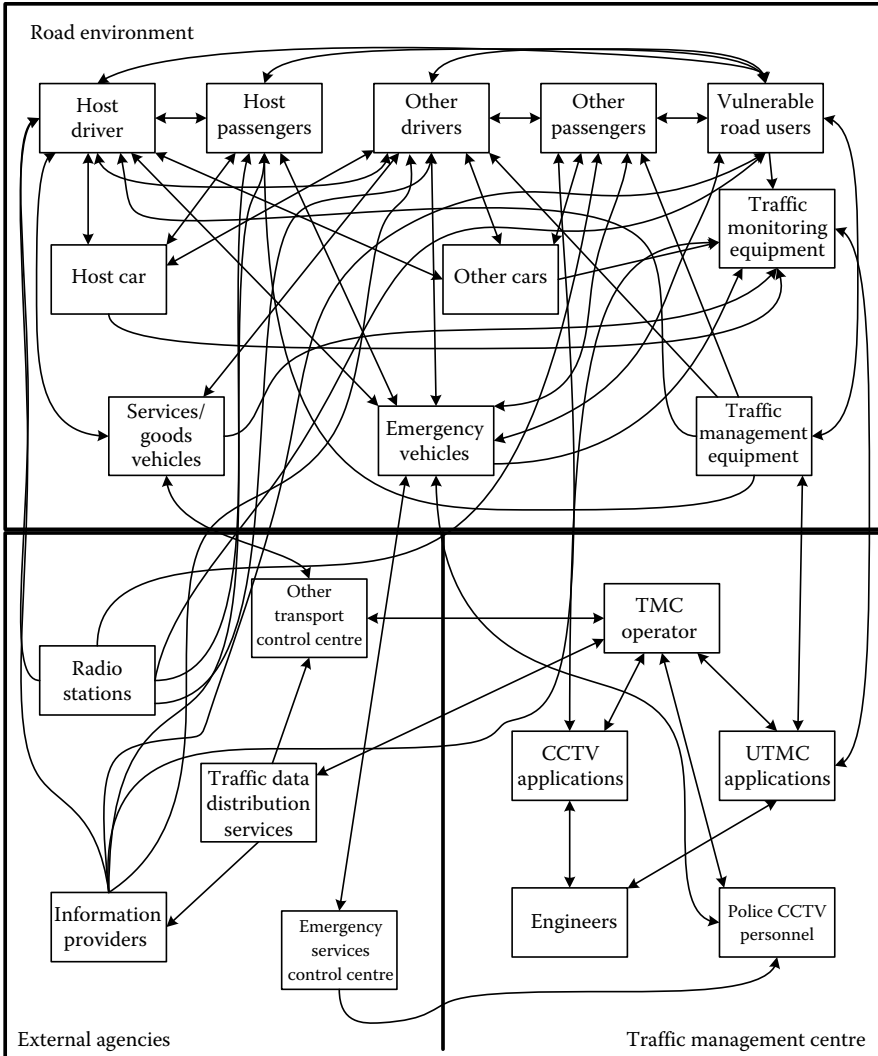 Road environment
Host
driver
Host
passengers
Other
drivers
Other
passengers
Vulnerable
road users
Host car
Other cars
Traffic
monitoring
equipment
Services/
goods
vehicles
Emergency
vehicles
Traffic
management
equipment
Other
transport
control centre
TMC
operator
Radio
stations
Traffic data
distribution
services
CCTV
applications
UTMC
applications
Information
providers
Emergency
services
control centre
Engineers
Police CCTV
personnel
External agencies
Traffic management centre